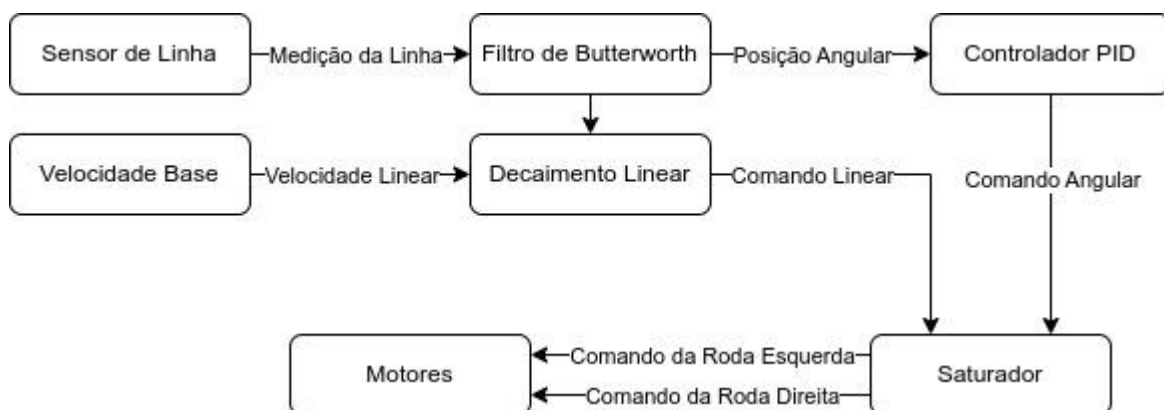 Sensor de Linha
Medição da Linha
Filtro de Butterworth
Posição Angular
Controlador PID
Velocidade Base
Velocidade Linear
Decaimento Linear
Comando Linear
Comando Angular
Motores
Comando da Roda Esquerda
Comando da Roda Direita
Saturador